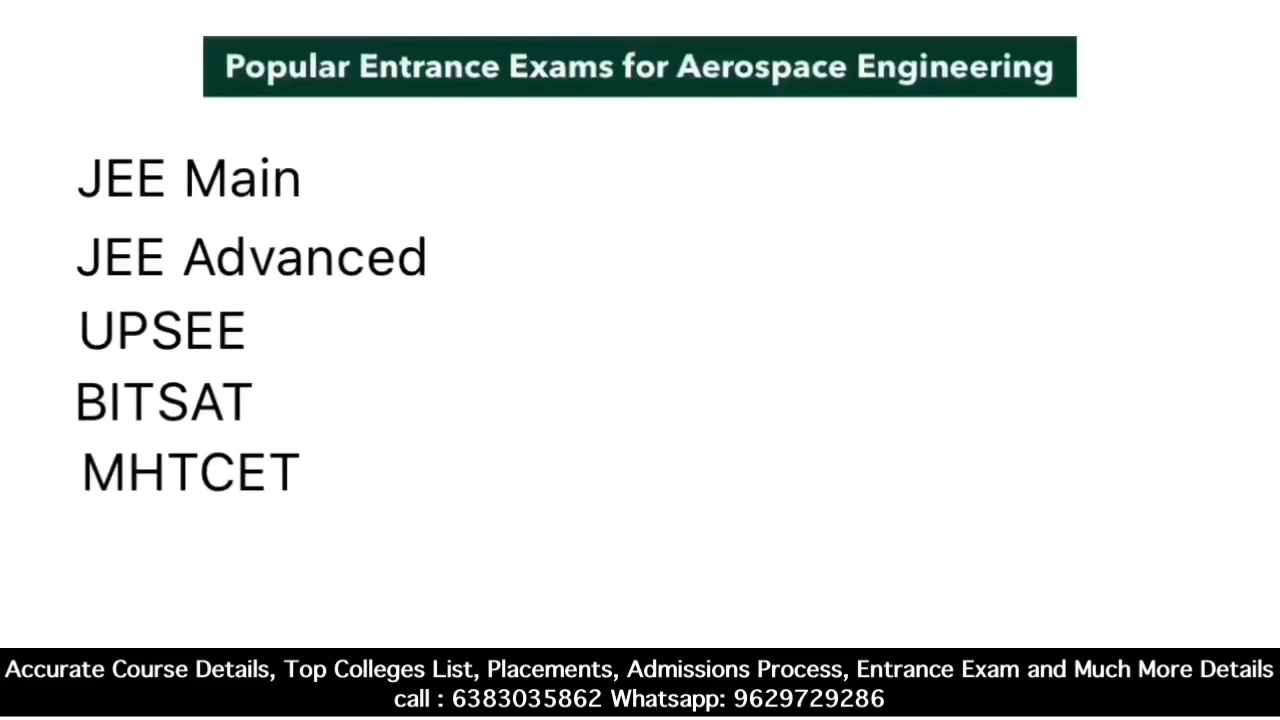 Popular Entrance Exams for Aerospace Engineering
JEE Main
JEE Advanced
UPSEE
BITSAT
MHTCET
Accurate Course Details, Top Colleges List, Placements, Admissions Process, Entrance Exam and Much More Details
call : 6383035862 Whatsapp: 9629729286